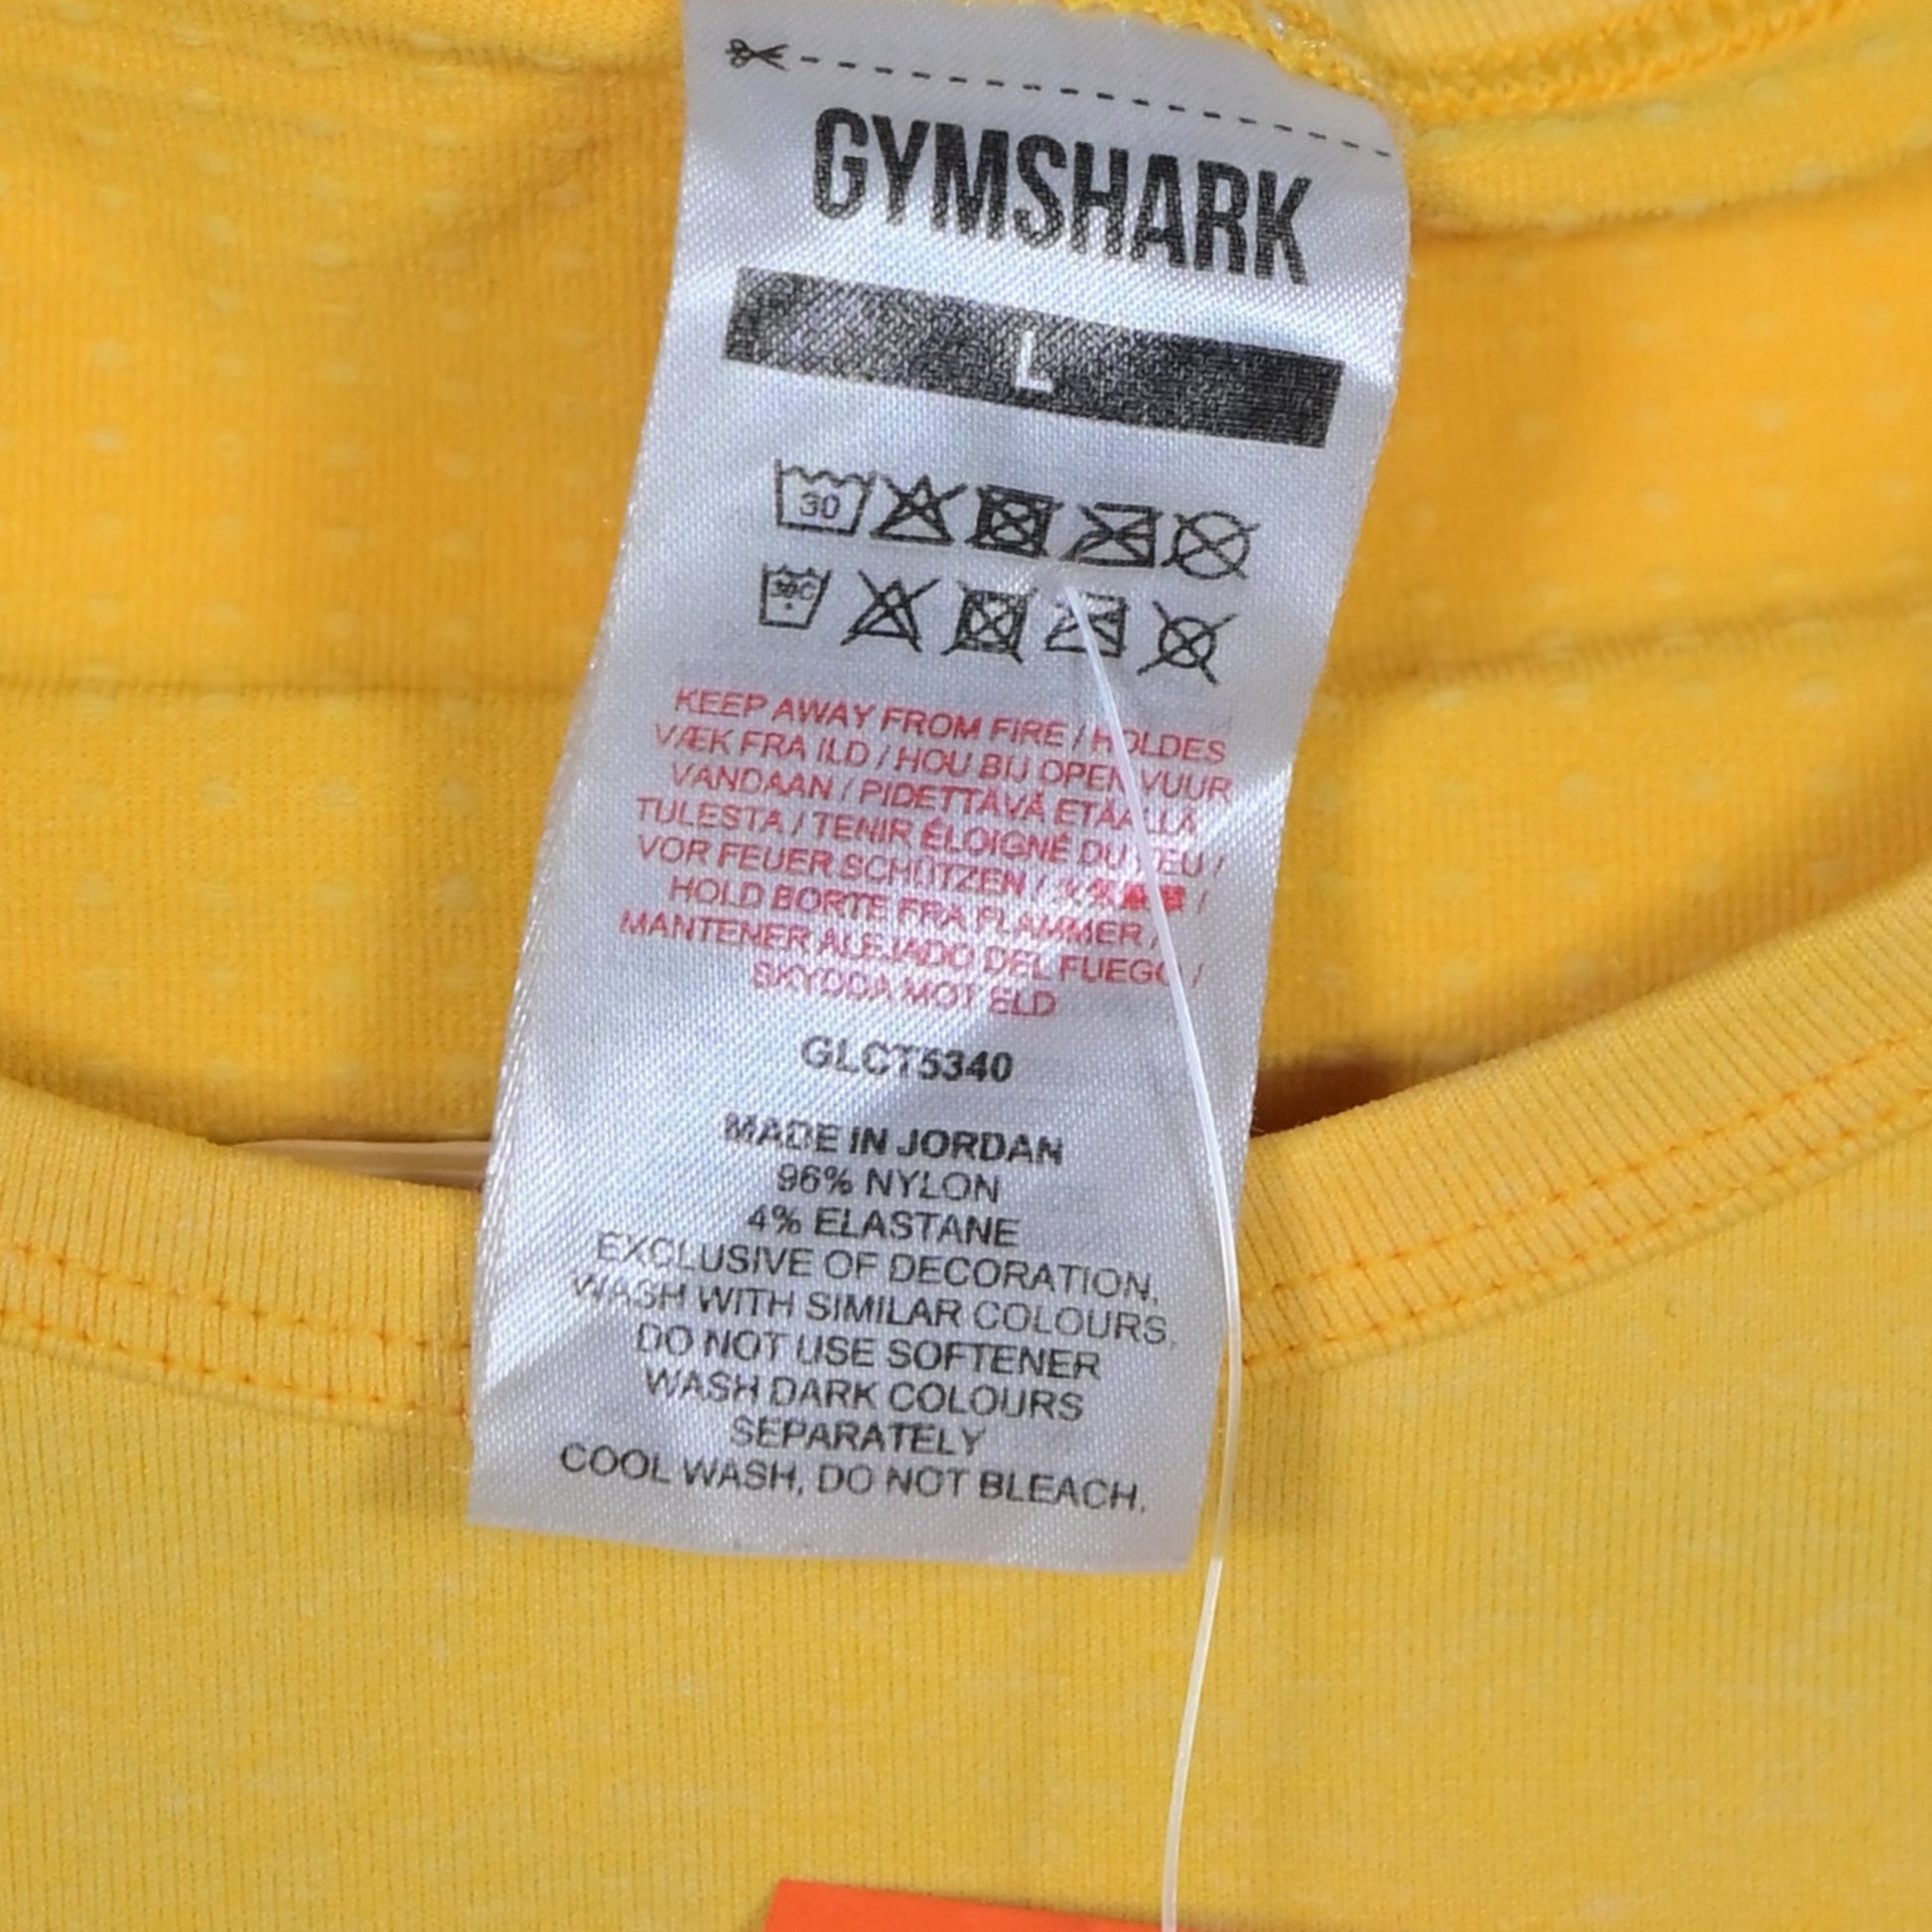 GYMSHARK
L
30
30C
KEEP AWAY FROM FIRE / HOLDES
VÆK FRA ILD / HOU BIJ OPEN VUUR
VANDAAN / PIDETTÄVÄ ETÄÄLLÄ
TULESTA / TENIR ÉLOIGNÉ DU FEU /
VOR FEUER SCHÜTZEN / /
HOLD BORTE FRA FLAMMER /
MANTENER ALEJADO DEL FUEGO /
SKYDDA MOT ELD
GLCT5340
MADE IN JORDAN
96% NYLON
4% ELASTANE
EXCLUSIVE OF DECORATION.
WASH WITH SIMILAR COLOURS.
DO NOT USE SOFTENER
WASH DARK COLOURS
SEPARATELY
COOL WASH, DO NOT BLEACH.